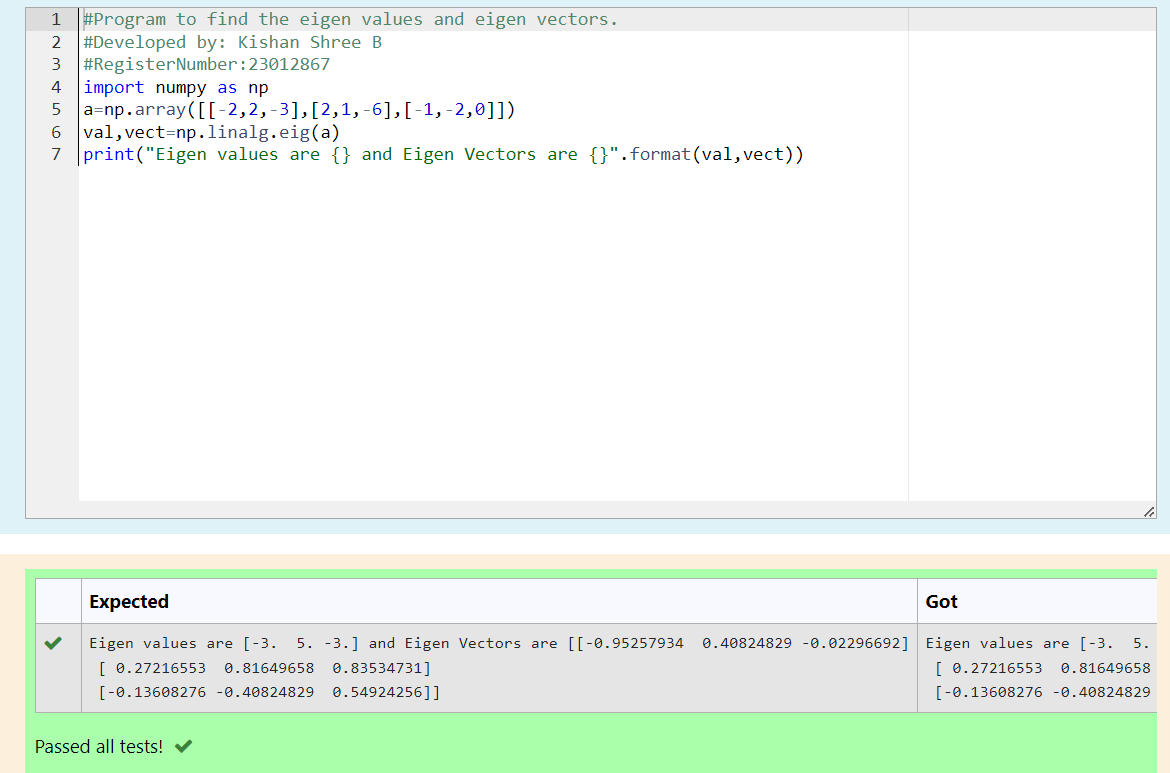 1 #Program to find the eigen values and eigen vectors.
2 #Developed by: Kishan Shree B
3 #RegisterNumber:23012867
4 import numpy as np
5 a=np.array([[-2,2,-3],[2,1,-6],[-1,-2,0]])
6 val,vect=np.linalg.eig(a)
7 print("Eigen values are {} and Eigen Vectors are {}".format(val,vect))
Expected Got
Eigen values are [-3.  5. -3.] and Eigen Vectors are [[-0.95257934  0.40824829 -0.02296692] Eigen values are [-3.  5.
[ 0.27216553  0.81649658  0.83534731] [ 0.27216553  0.81649658
[-0.13608276 -0.40824829  0.54924256]] [-0.13608276 -0.40824829
Passed all tests!